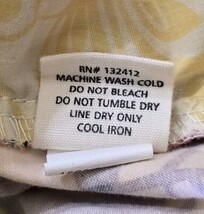 RN# 132412
MACHINE WASH COLD
DO NOT BLEACH
DO NOT TUMBLE DRY
LINE DRY ONLY
COOL IRON